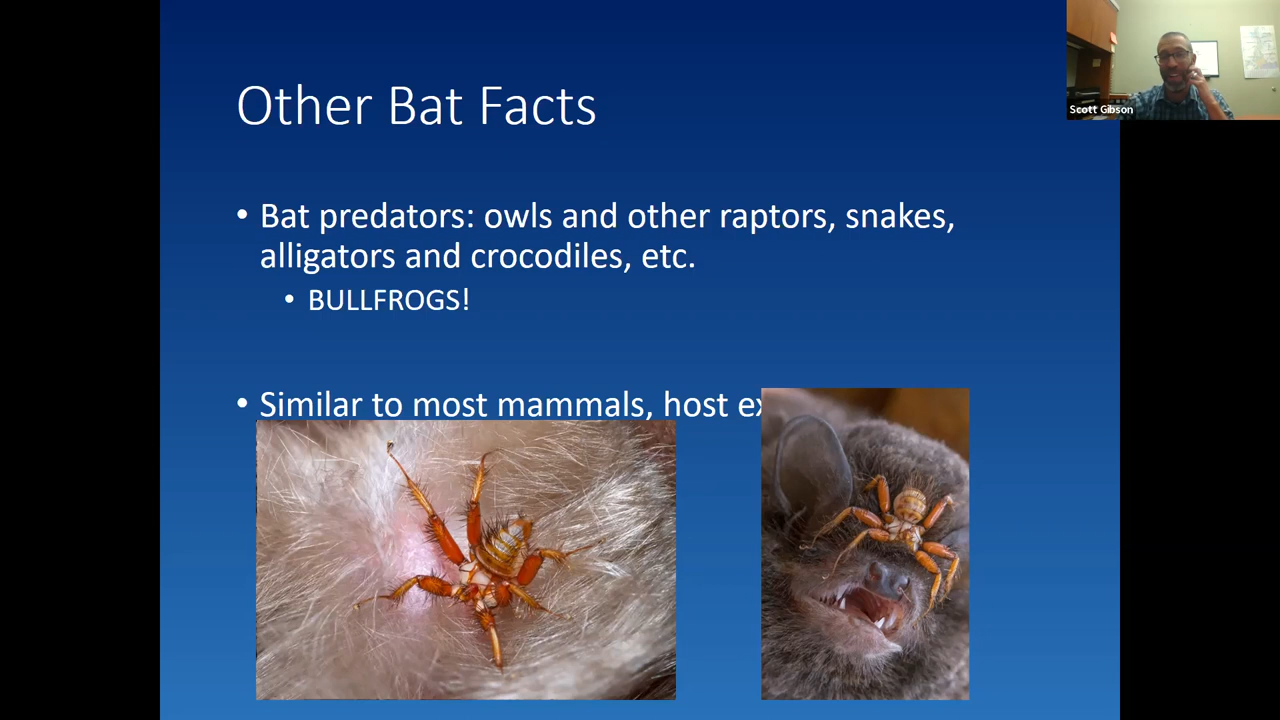 Other Bat Facts
Scott Gibson
• Bat predators: owls and other raptors, snakes,
alligators and crocodiles, etc.
• BULLFROGS!
• Similar to most mammals, host